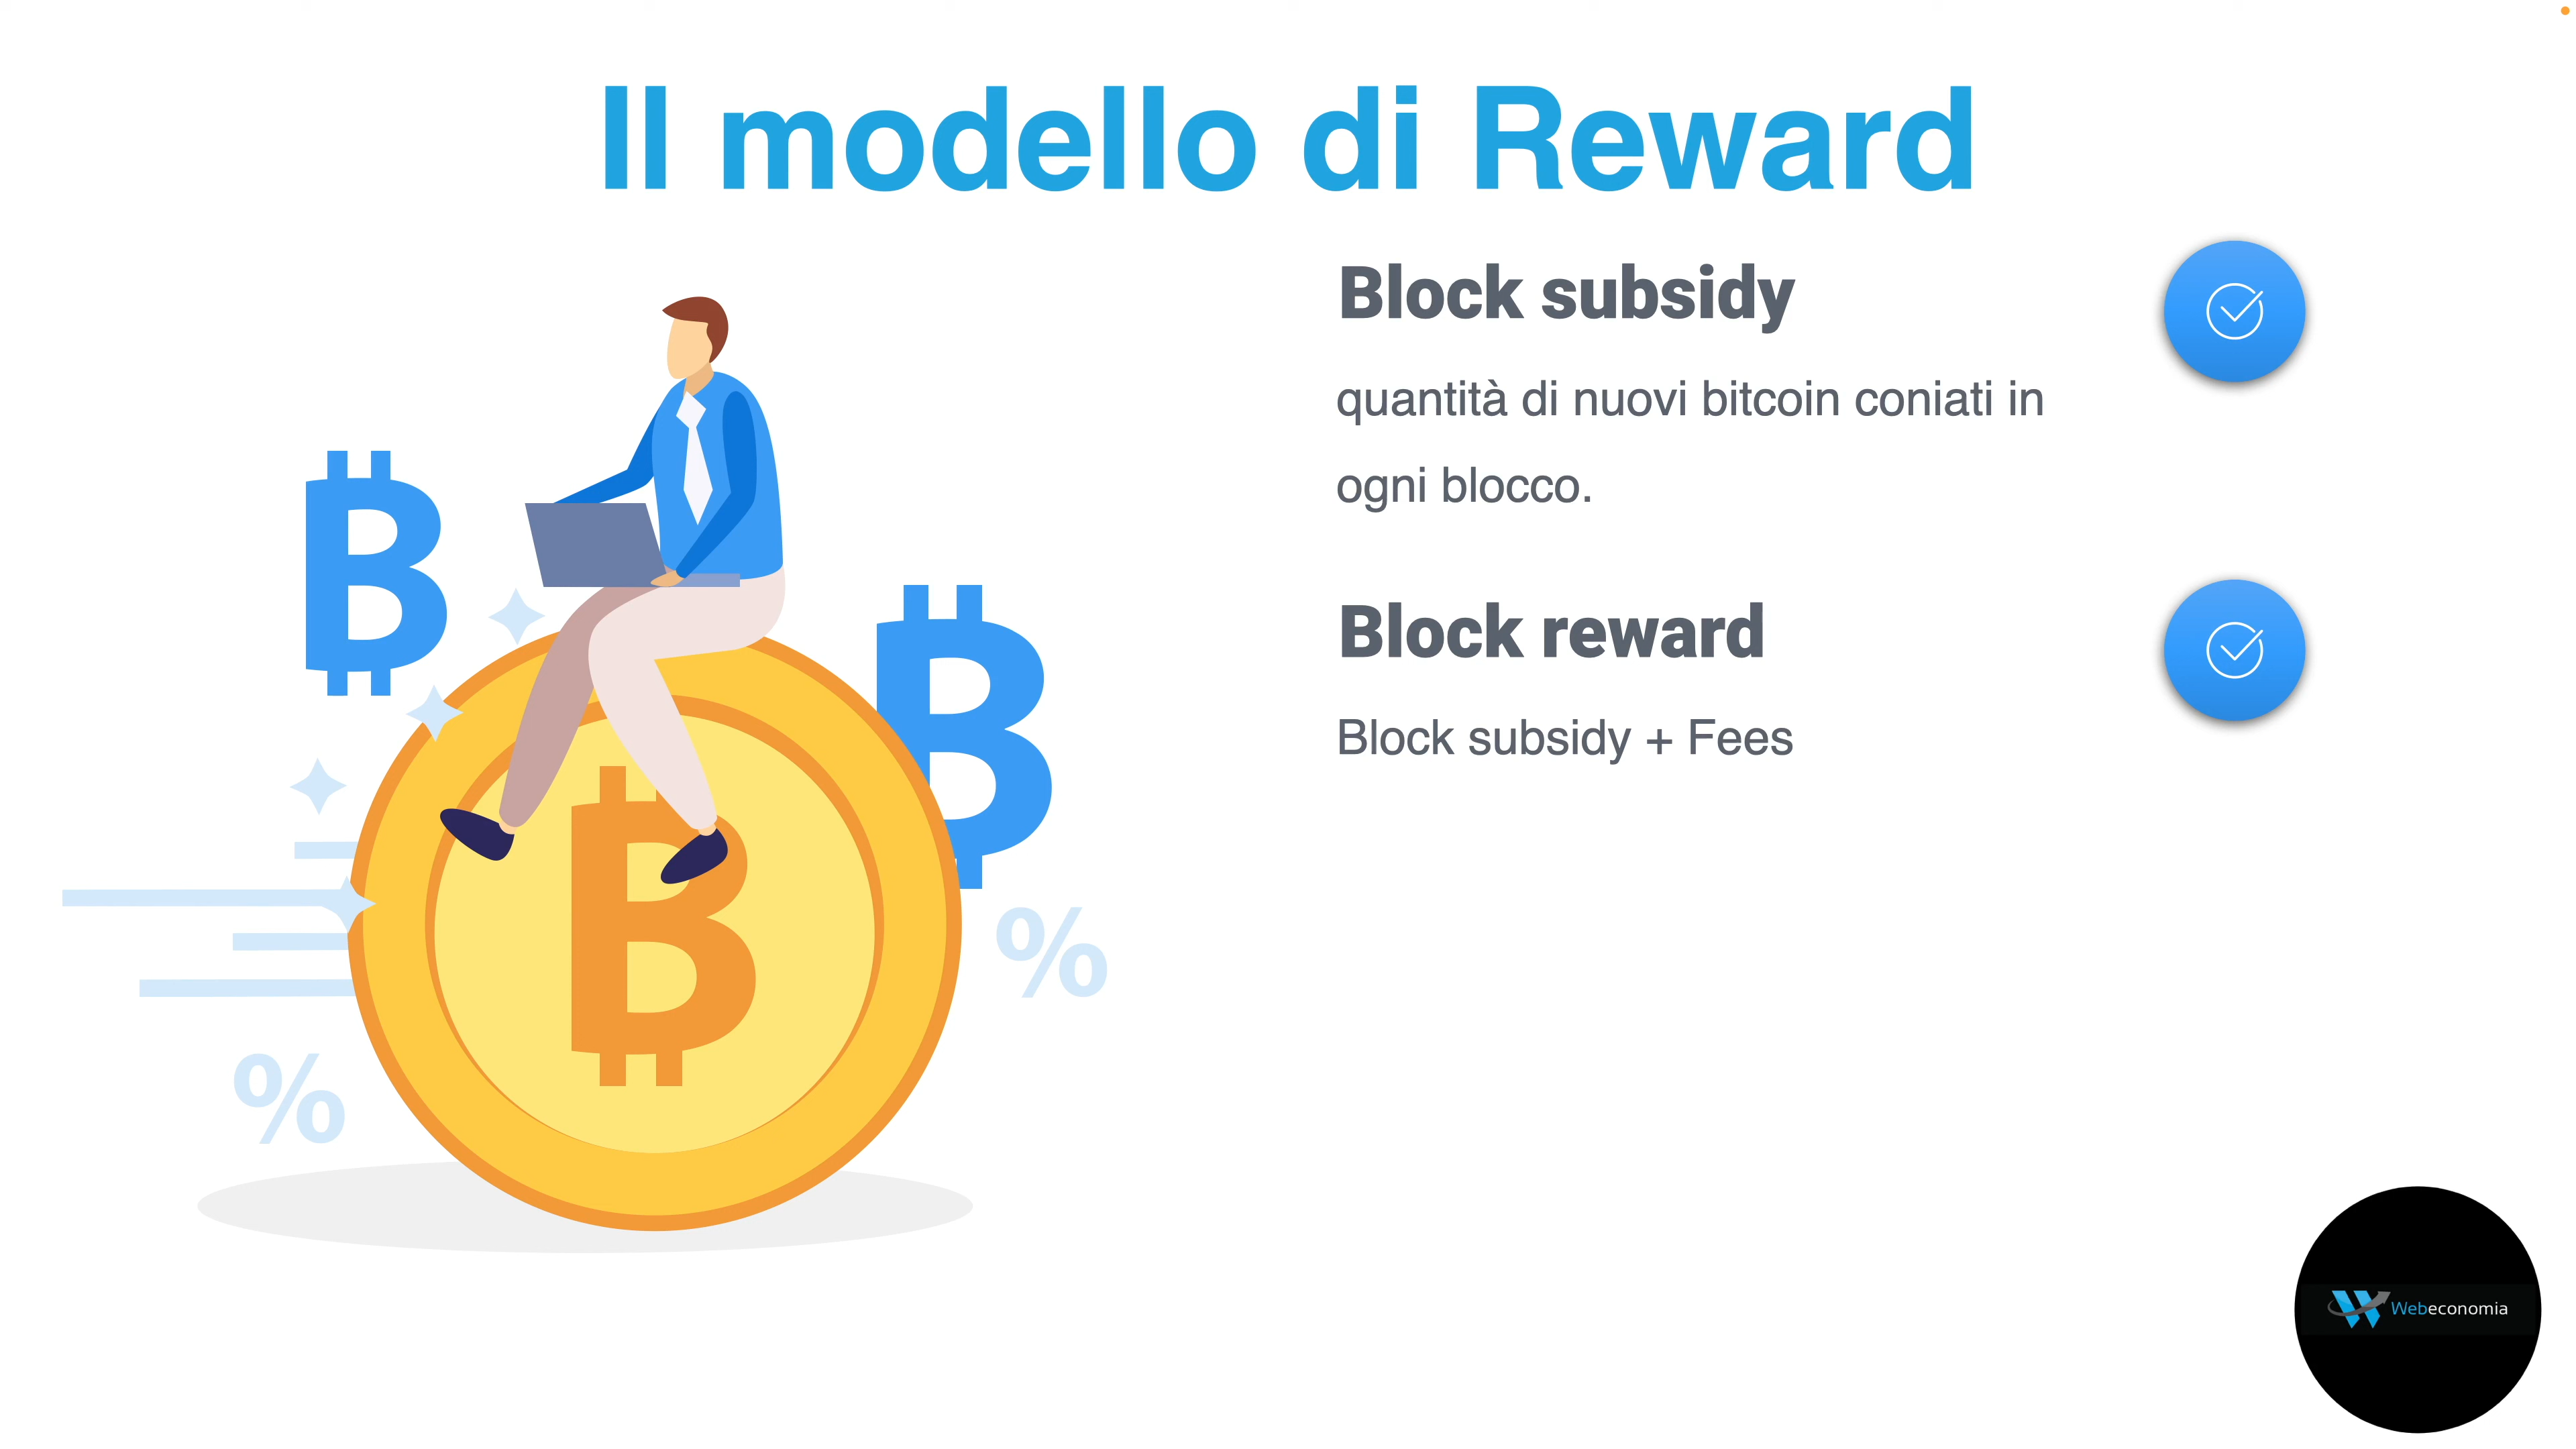 Il modello di Reward
Block subsidy
quantità di nuovi bitcoin coniati in
ogni blocco.
Block reward
Block subsidy + Fees
%
%
Webeconomia